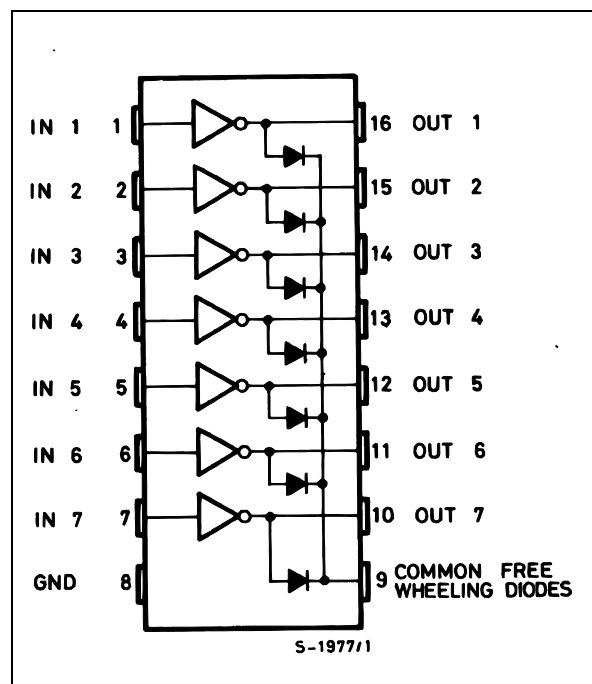 IN 1 1 16 OUT 1
IN 2 2 15 OUT 2
IN 3 3 14 OUT 3
IN 4 4 13 OUT 4
IN 5 5 12 OUT 5
IN 6 6 11 OUT 6
IN 7 7 10 OUT 7
GND 8 9 COMMON FREE
WHEELING DIODES
S-1977/1